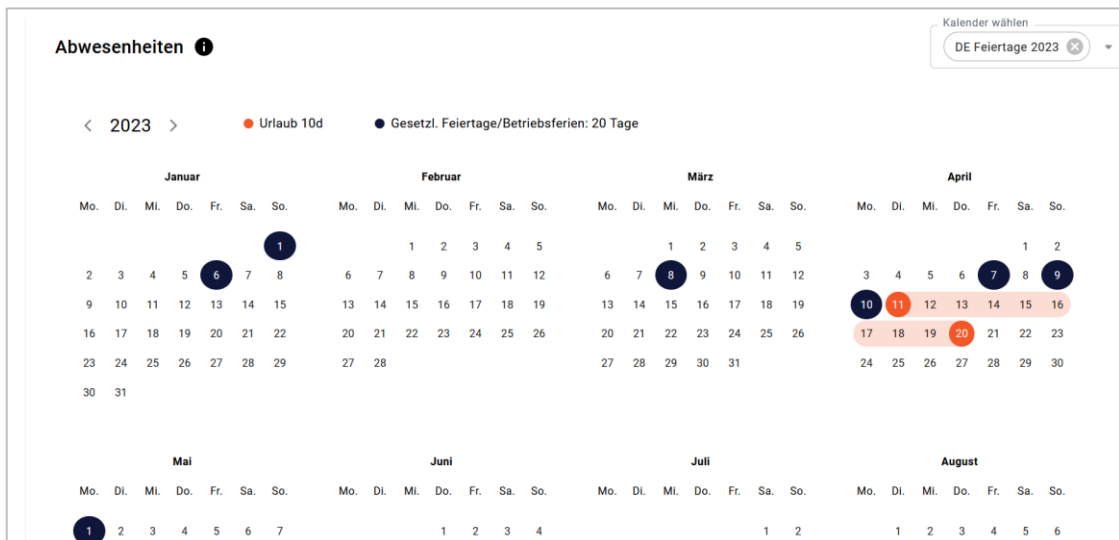 Kalender wählen
Abwesenheiten
DE Feiertage 2023
2023 Urlaub 10d Gesetzl. Feiertage/Betriebsferien: 20 Tage
Januar Februar März April
Mo. Di. Mi. Do. Fr. Sa. So. Mo. Di. Mi. Do. Fr. Sa. So. Mo. Di. Mi. Do. Fr. Sa. So. Mo. Di. Mi. Do. Fr. Sa. So.
1 1 2 3 4 5 1 2 3 4 5 1 2
2 3 4 5 6 7 8 6 7 8 9 10 11 12 6 7 8 9 10 11 12 3 4 5 6 7 8 9
9 10 11 12 13 14 15 13 14 15 16 17 18 19 13 14 15 16 17 18 19 10 11 12 13 14 15 16
16 17 18 19 20 21 22 20 21 22 23 24 25 26 20 21 22 23 24 25 26 17 18 19 20 21 22 23
23 24 25 26 27 28 29 27 28 27 28 29 30 31 24 25 26 27 28 29 30
30 31
Mai Juni Juli August
Mo. Di. Mi. Do. Fr. Sa. So. Mo. Di. Mi. Do. Fr. Sa. So. Mo. Di. Mi. Do. Fr. Sa. So. Mo. Di. Mi. Do. Fr. Sa. So.
1 2 3 4 5 6 7 1 2 3 4 1 2 1 2 3 4 5 6